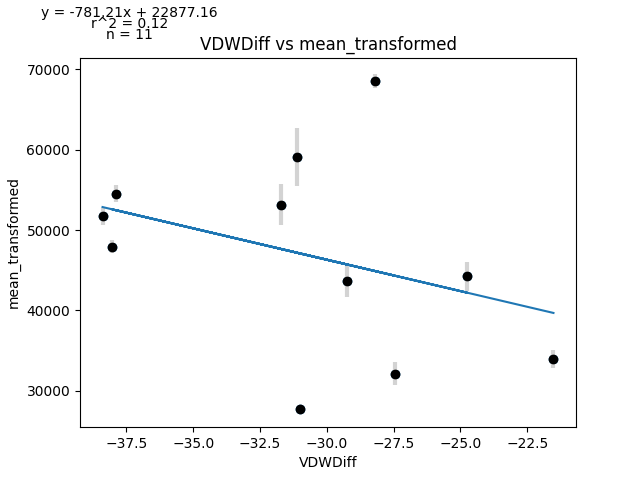 y = -781.21x + 22877.16
r^2 = 0.12
n = 11
VDWDiff vs mean_transformed
70000
60000
50000
40000
30000
mean_transformed
−37.5 −35.0 −32.5 −30.0 −27.5 −25.0 −22.5
VDWDiff